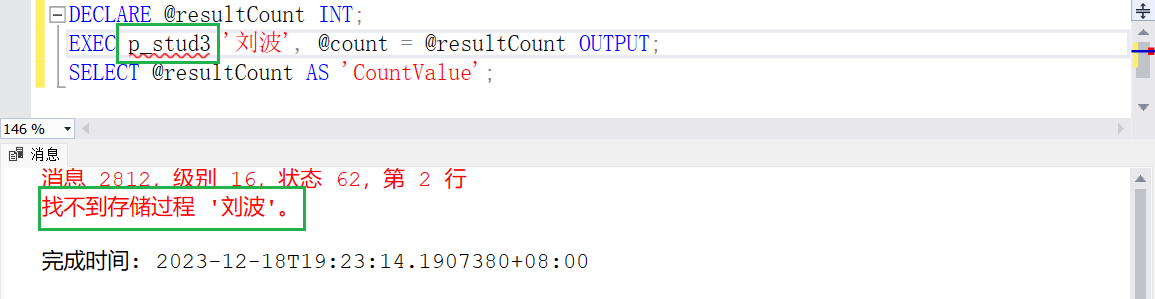 DECLARE @resultCount INT;
EXEC p_stud3 '刘波', @count = @resultCount OUTPUT;
SELECT @resultCount AS 'CountValue';
146 %
消息
消息 2812，级别 16，状态 62，第 2 行
找不到存储过程 '刘波'。
完成时间: 2023-12-18T19:23:14.1907380+08:00